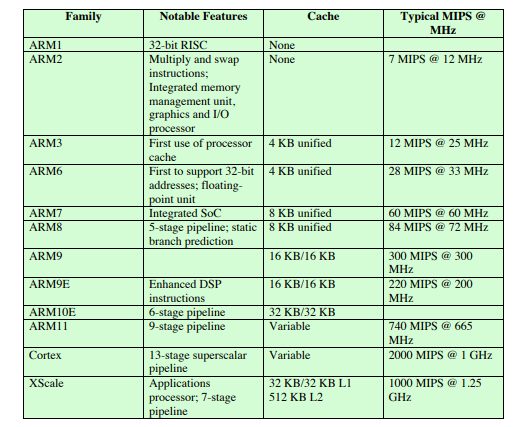 Family Notable Features Cache Typical MIPS @
MHz
ARM1 32-bit RISC None
ARM2 Multiply and swap None 7 MIPS @ 12 MHz
instructions;
Integrated memory
management unit,
graphics and I/O
processor
ARM3 First use of processor 4 KB unified 12 MIPS @ 25 MHz
cache
ARM6 First to support 32-bit 4 KB unified 28 MIPS @ 33 MHz
addresses; floating-
point unit
ARM7 Integrated SoC 8 KB unified 60 MIPS @ 60 MHz
ARM8 5-stage pipeline; static 8 KB unified 84 MIPS @ 72 MHz
branch prediction
ARM9 16 KB/16 KB 300 MIPS @ 300
MHz
ARM9E Enhanced DSP 16 KB/16 KB 220 MIPS @ 200
instructions MHz
ARM10E 6-stage pipeline 32 KB/32 KB
ARM11 9-stage pipeline Variable 740 MIPS @ 665
MHz
Cortex 13-stage superscalar Variable 2000 MIPS @ 1 GHz
pipeline
XScale Applications 32 KB/32 KB L1 1000 MIPS @ 1.25
processor; 7-stage 512 KB L2 GHz
pipeline